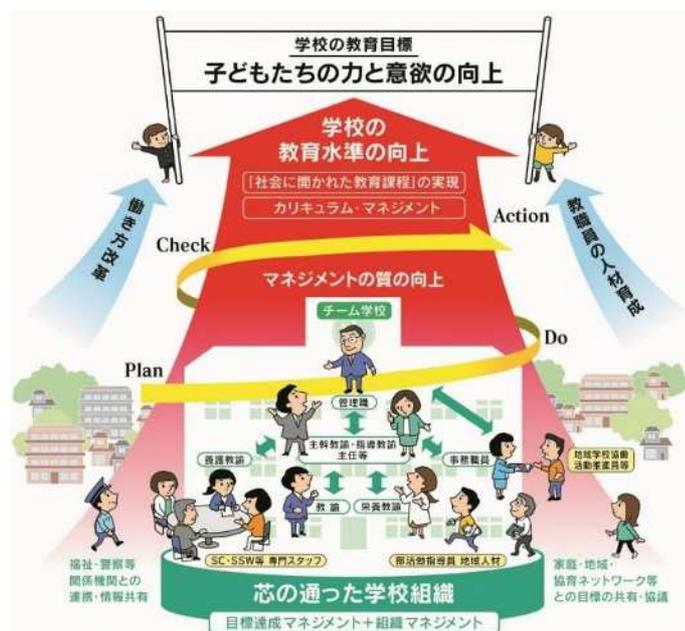 学校の教育目標
子どもたちの力と意欲の向上
学校の
教育水準の向上
「社会に開かれた教育課程」の実現
カリキュラム・マネジメント
働き方改革
教職員の人材育成
Check
Action
マネジメントの質の向上
チーム学校
Plan
Do
管理職
主幹教諭・指導教諭
主任等
養護教諭
事務職員
地域学校協働
活動推進員等
教諭
栄養教諭
SC・SSW等 専門スタッフ
部活動指導員 地域人材
福祉・警察等
関係機関との
連携・情報共有
家庭・地域・
協育ネットワーク等
との目標の共有・協議
芯の通った学校組織
目標達成マネジメント+組織マネジメント